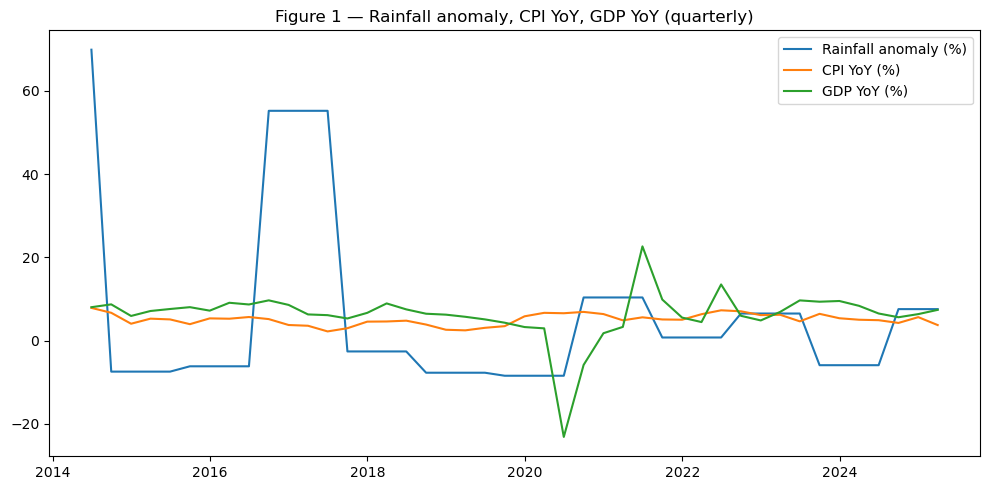 Figure 1 — Rainfall anomaly, CPI YoY, GDP YoY (quarterly)
Rainfall anomaly (%)
CPI YoY (%)
GDP YoY (%)
60
40
20
0
−20
2014
2016
2018
2020
2022
2024